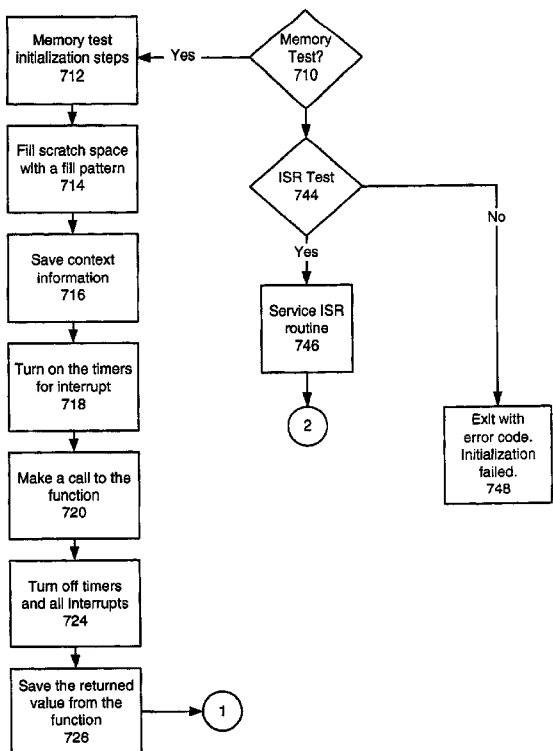 Memory test
initialization steps
712
Yes
Memory
Test?
710
Fill scratch space
with a fill pattern
714
ISR Test
744
No
Yes
Save context
information
716
Service ISR
routine
746
Turn on the timers
for interrupt
718
2
Exit with
error code.
Initialization
failed.
748
Make a call to the
function
720
Turn off timers
and all Interrupts
724
Save the returned
value from the
function
726
1